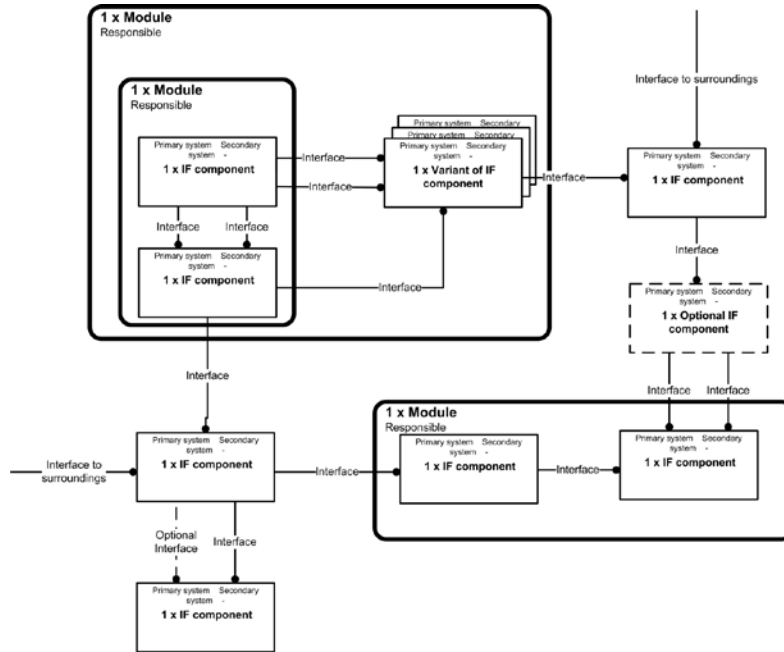 1 x Module
Responsible
1 x Module
Responsible
Primary system Secondary
system -
1 x IF component
Interface
Interface
Primary system Secondary
Primary system Secondary
Primary system Secondary
system -
1 x Variant of IF
component
Interface
Interface to surroundings
Primary system Secondary
system -
1 x IF component
Interface
Interface
Primary system Secondary
system -
1 x IF component
Interface
Interface
Primary system Secondary
system -
1 x Optional IF
component
Interface
Interface
Interface
1 x Module
Responsible
Interface to
surroundings
Primary system Secondary
system -
1 x IF component
Interface
Primary system Secondary
system -
1 x IF component
Interface
Primary system Secondary
system -
1 x IF component
Optional
Interface
Interface
Primary system Secondary
system -
1 x IF component